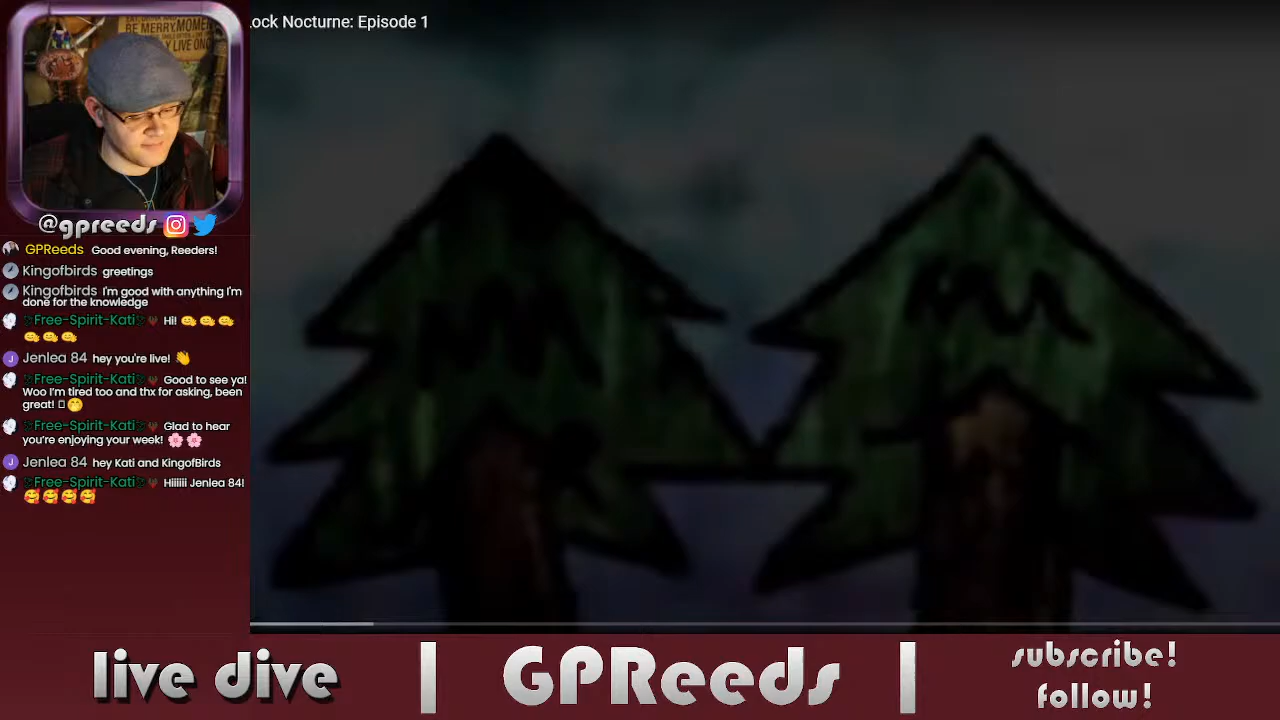 BE MERRY,
LIVE
.ock Nocturne: Episode 1
@gpreeds
GPReeds Good evening, Reeders!
Kingofbirds greetings
Kingofbirds I'm good with anything I'm
done for the knowledge
Free-Spirit-Kati Hi! 😋 😋 😋
😋 😋 😋
J Jenlea 84 hey you're live! 👋
Free-Spirit-Kati Good to see ya!
Woo I'm tired too and thx for asking, been
great! 🤭
Free-Spirit-Kati Glad to hear
you're enjoying your week! 🌸 🌸
J Jenlea 84 hey Kati and KingofBirds
Free-Spirit-Kati Hiiiiii Jenlea 84!
🥰 🥰 🥰 🥰
live dive | GPReeds | subscribe!
follow!